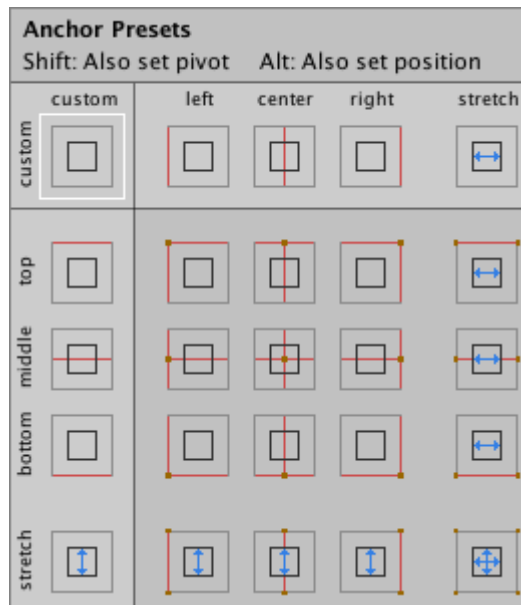 Anchor Presets
Shift: Also set pivot Alt: Also set position
custom left center right stretch
custom
top
middle
bottom
stretch